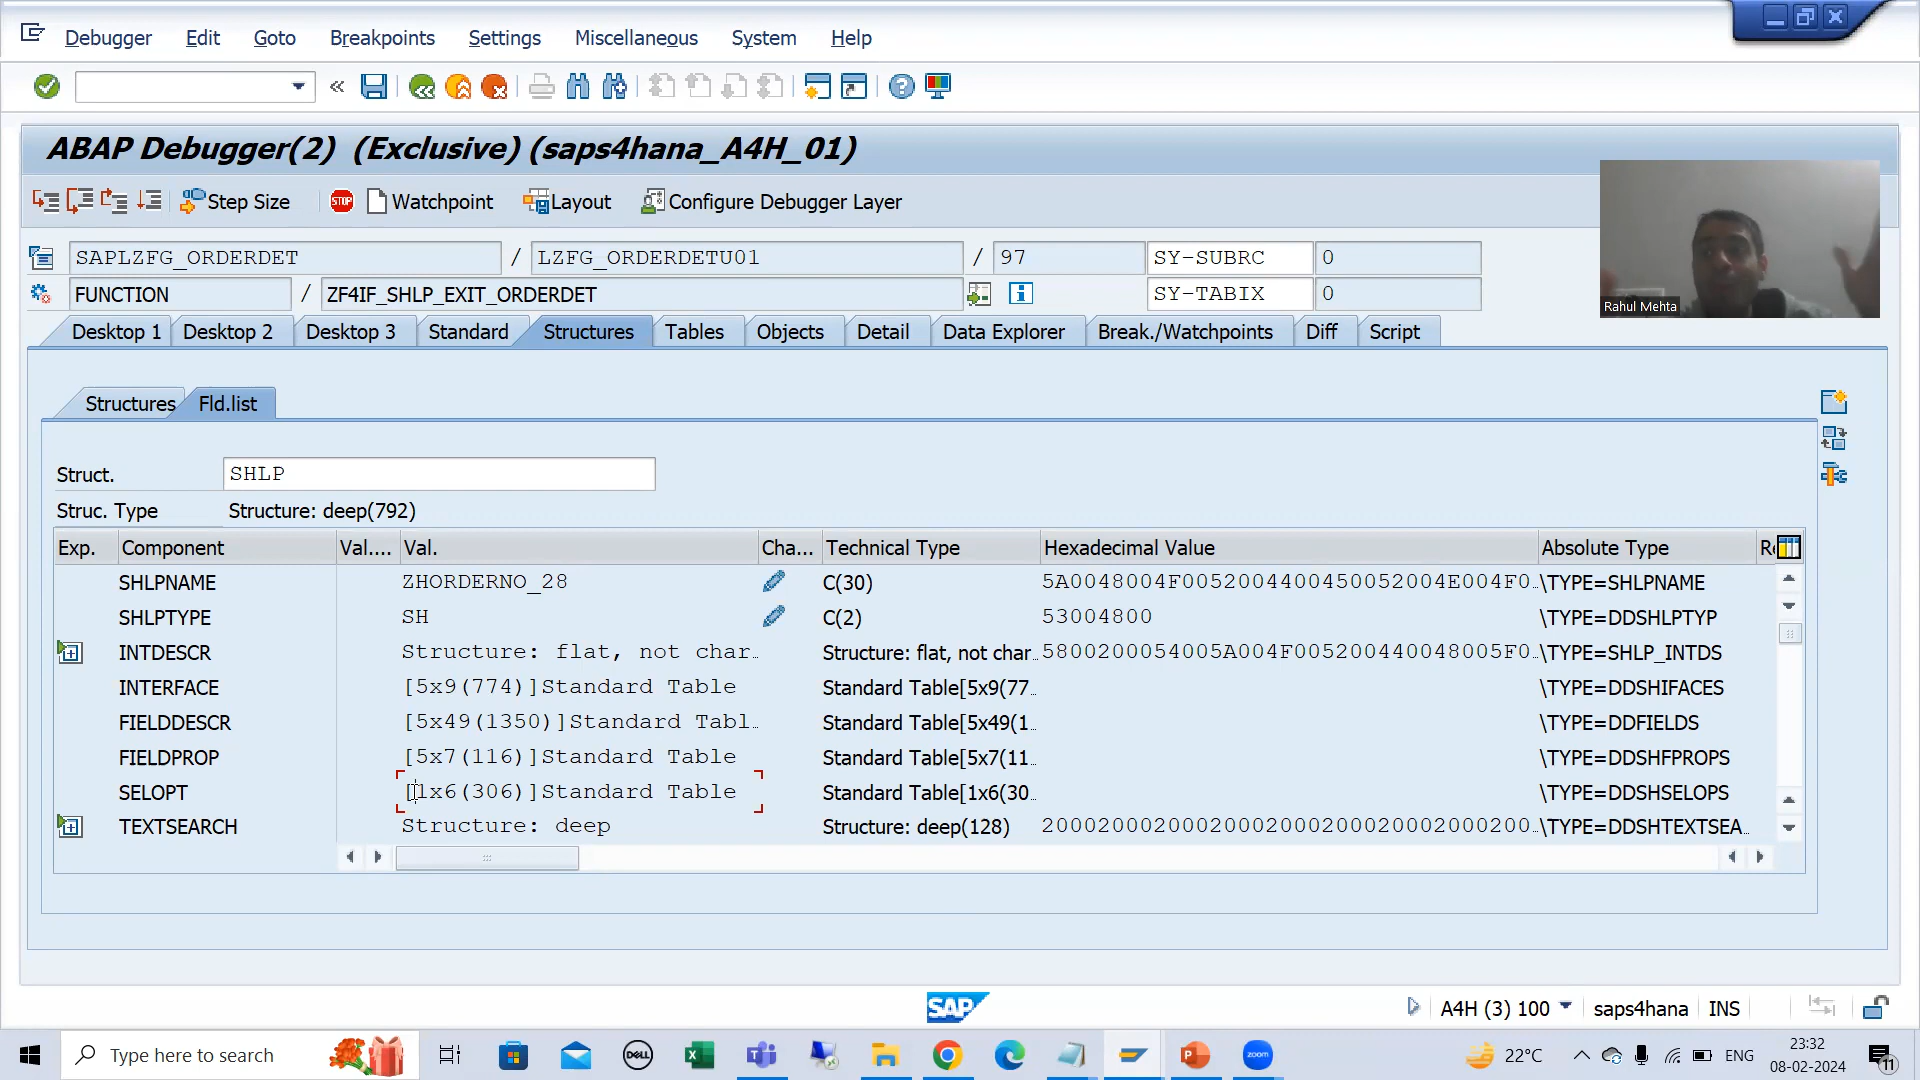 Debugger Edit Goto Breakpoints Settings Miscellaneous System Help
ABAP Debugger(2) (Exclusive) (saps4hana_A4H_01)
Step Size STOP Watchpoint Layout Configure Debugger Layer
SAPLZFG_ORDERDET / LZFG_ORDERDETU01 / 97 SY-SUBRC 0
FUNCTION / ZF4IF_SHLP_EXIT_ORDERDET SY-TABIX 0
Rahul Mehta
Desktop 1 Desktop 2 Desktop 3 Standard Structures Tables Objects Detail Data Explorer Break./Watchpoints Diff Script
Structures Fld.list
Struct. SHLP
Struc. Type Structure: deep(792)
Exp. Component Val.... Val. Cha... Technical Type Hexadecimal Value Absolute Type
SHLPNAME ZHORDERNO_28 C(30) 5A0048004F0052004400450052004E004F0... \TYPE=SHLPNAME
SHLPTYPE SH C(2) 53004800 \TYPE=DDSHLPTYP
INTDESCR Structure: flat, not char... Structure: flat, not char... 5800200054005A004F005200440048005F0... \TYPE=SHLP_INTDS
INTERFACE [5x9(774)]Standard Table Standard Table[5x9(77... \TYPE=DDSHIFACES
FIELDDESCR [5x49(1350)]Standard Tabl... Standard Table[5x49(1... \TYPE=DDFIELDS
FIELDPROP [5x7(116)]Standard Table Standard Table[5x7(11... \TYPE=DDSHFPROPS
SELOPT [1x6(306)]Standard Table Standard Table[1x6(30... \TYPE=DDSHSELOPS
TEXTSEARCH Structure: deep Structure: deep(128) 20002000200020002000200020002000200... \TYPE=DDSHTEXTSEA...
SAP
A4H (3) 100 saps4hana INS
Type here to search
DELL
zoom
22°C ENG 23:32
08-02-2024
11